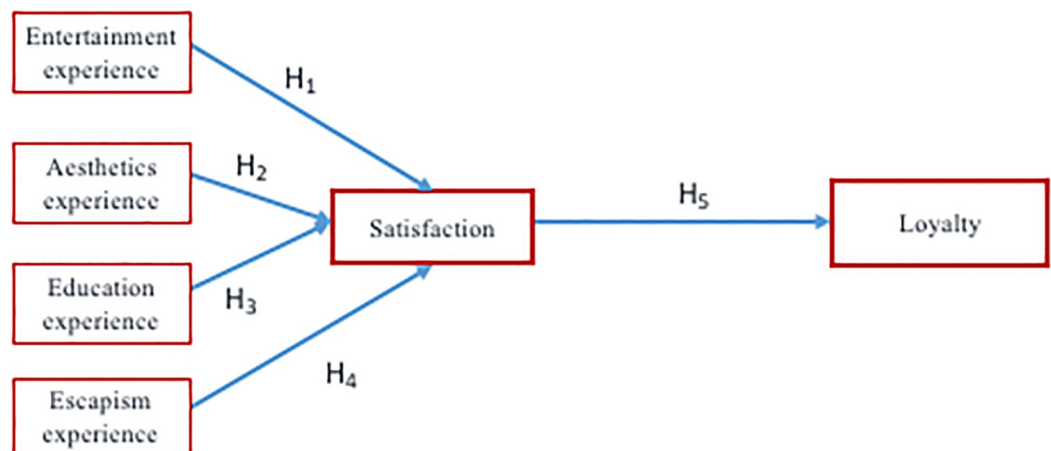 Entertainment
experience
H₁
Aesthetics
experience
H₂
Satisfaction
H₅
Loyalty
Education
experience
H₃
Escapism
experience
H₄